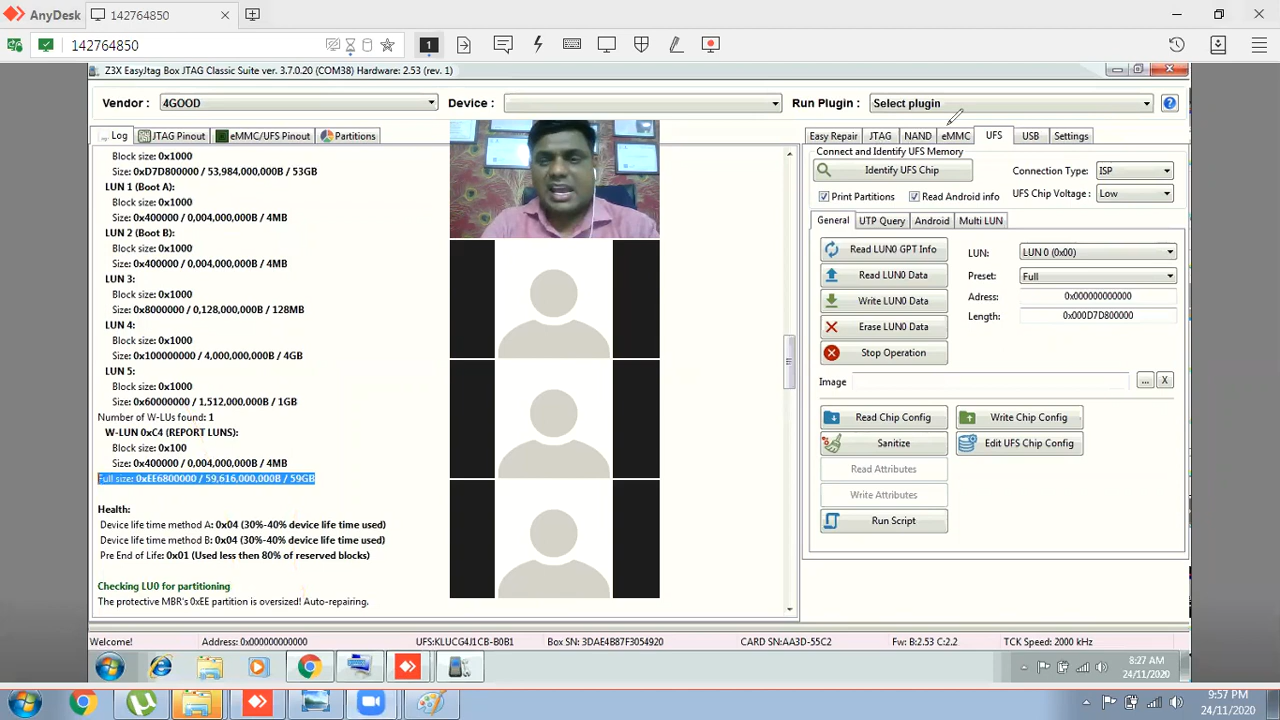 AnyDesk
142764850
142764850
1
Z3X EasyJtag Box JTAG Classic Suite ver. 3.7.0.20 (COM38) Hardware: 2.53 (rev. 1)
Vendor : 4GOOD
Device :
Run Plugin : Select plugin
Log JTAG Pinout eMMC/UFS Pinout Partitions
Easy Repair JTAG NAND eMMC UFS USB Settings
Block size: 0x1000
Size: 0xD7D800000 / 53,984,000,000B / 53GB
LUN 1 (Boot A):
Block size: 0x1000
Size: 0x400000 / 0,004,000,000B / 4MB
LUN 2 (Boot B):
Block size: 0x1000
Size: 0x400000 / 0,004,000,000B / 4MB
LUN 3:
Block size: 0x1000
Size: 0x8000000 / 0,128,000,000B / 128MB
LUN 4:
Block size: 0x1000
Size: 0x100000000 / 4,000,000,000B / 4GB
LUN 5:
Block size: 0x1000
Size: 0x60000000 / 1,512,000,000B / 1GB
Number of W-LUs found: 1
W-LUN 0xC4 (REPORT LUNS):
Block size: 0x100
Size: 0x400000 / 0,004,000,000B / 4MB
Full size: 0xEE6800000 / 59,616,000,000B / 59GB
Health:
Device life time method A: 0x04 (30%-40% device life time used)
Device life time method B: 0x04 (30%-40% device life time used)
Pre End of Life: 0x01 (Used less then 80% of reserved blocks)
Checking LU0 for partitioning
The protective MBR's 0xEE partition is oversized! Auto-repairing.
Connect and Identify UFS Memory
Identify UFS Chip
Connection Type: ISP
Print Partitions Read Android info
UFS Chip Voltage : Low
General UTP Query Android Multi LUN
Read LUN0 GPT Info
LUN: LUN 0 (0x00)
Read LUN0 Data
Preset: Full
Write LUN0 Data
Adress: 0x000000000000
Length: 0x000D7D800000
Erase LUN0 Data
Stop Operation
Image ... X
Read Chip Config Write Chip Config
Sanitize Edit UFS Chip Config
Read Attributes
Write Attributes
Run Script
Welcome! Address: 0x000000000000 UFS:KLUCG4J1CB-B0B1 Box SN: 3DAE4B87F3054920 CARD SN:AA3D-55C2 Fw: B:2.53 C:2.2 TCK Speed: 2000 kHz
8:27 AM
24/11/2020
9:57 PM
24/11/2020